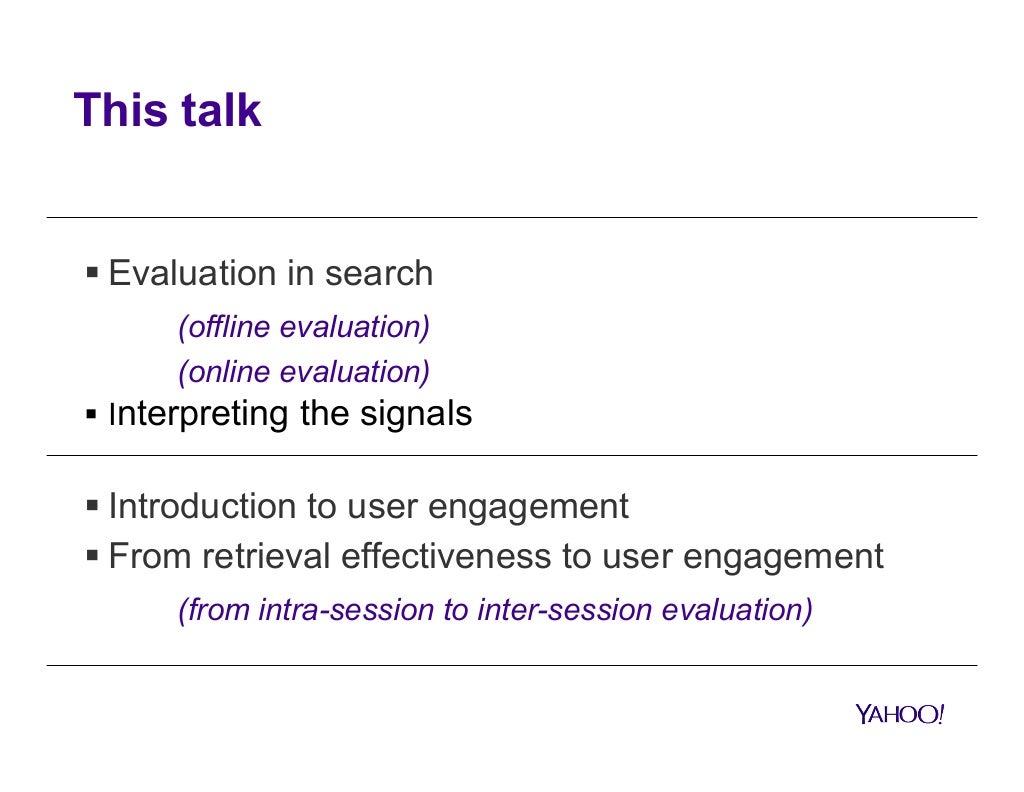 This talk
▪ Evaluation in search
(offline evaluation)
(online evaluation)
▪ Interpreting the signals
▪ Introduction to user engagement
▪ From retrieval effectiveness to user engagement
(from intra-session to inter-session evaluation)
YAHOO!